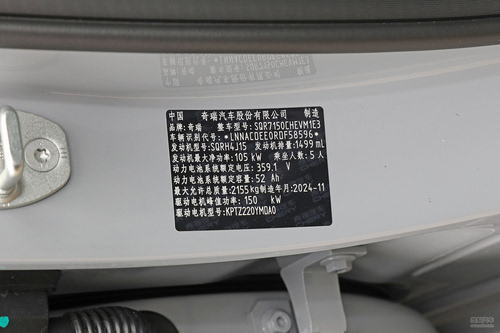 中国 奇瑞汽车股份有限公司 制造
品牌:奇瑞 整车型号:SQR7150CHEVM1E3
车辆识别代号:*LNNACDEE0RDF58596*
发动机型号:SQRH4J15 发动机排量:1499mL
发动机最大净功率:105 kW 乘坐人数:5 人
动力电池系统额定电压:359.1 V
动力电池系统额定容量:52 Ah
最大允许总质量:2155kg 制造年月:2024-11
驱动电机峰值功率:150 kW
驱动电机型号:KPTZ220YMDA0